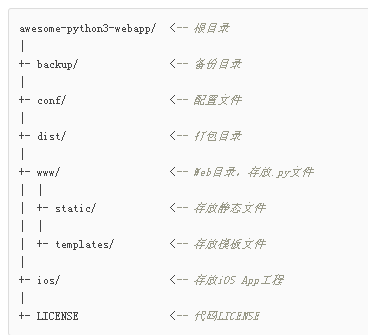 awesome-python3-webapp/  <-- 根目录
|
+- backup/               <-- 备份目录
|
+- conf/                 <-- 配置文件
|
+- dist/                 <-- 打包目录
|
+- www/                  <-- Web目录，存放.py文件
|  |
|  +- static/            <-- 存放静态文件
|  |
|  +- templates/         <-- 存放模板文件
|
+- ios/                  <-- 存放iOS App工程
|
+- LICENSE               <-- 代码LICENSE